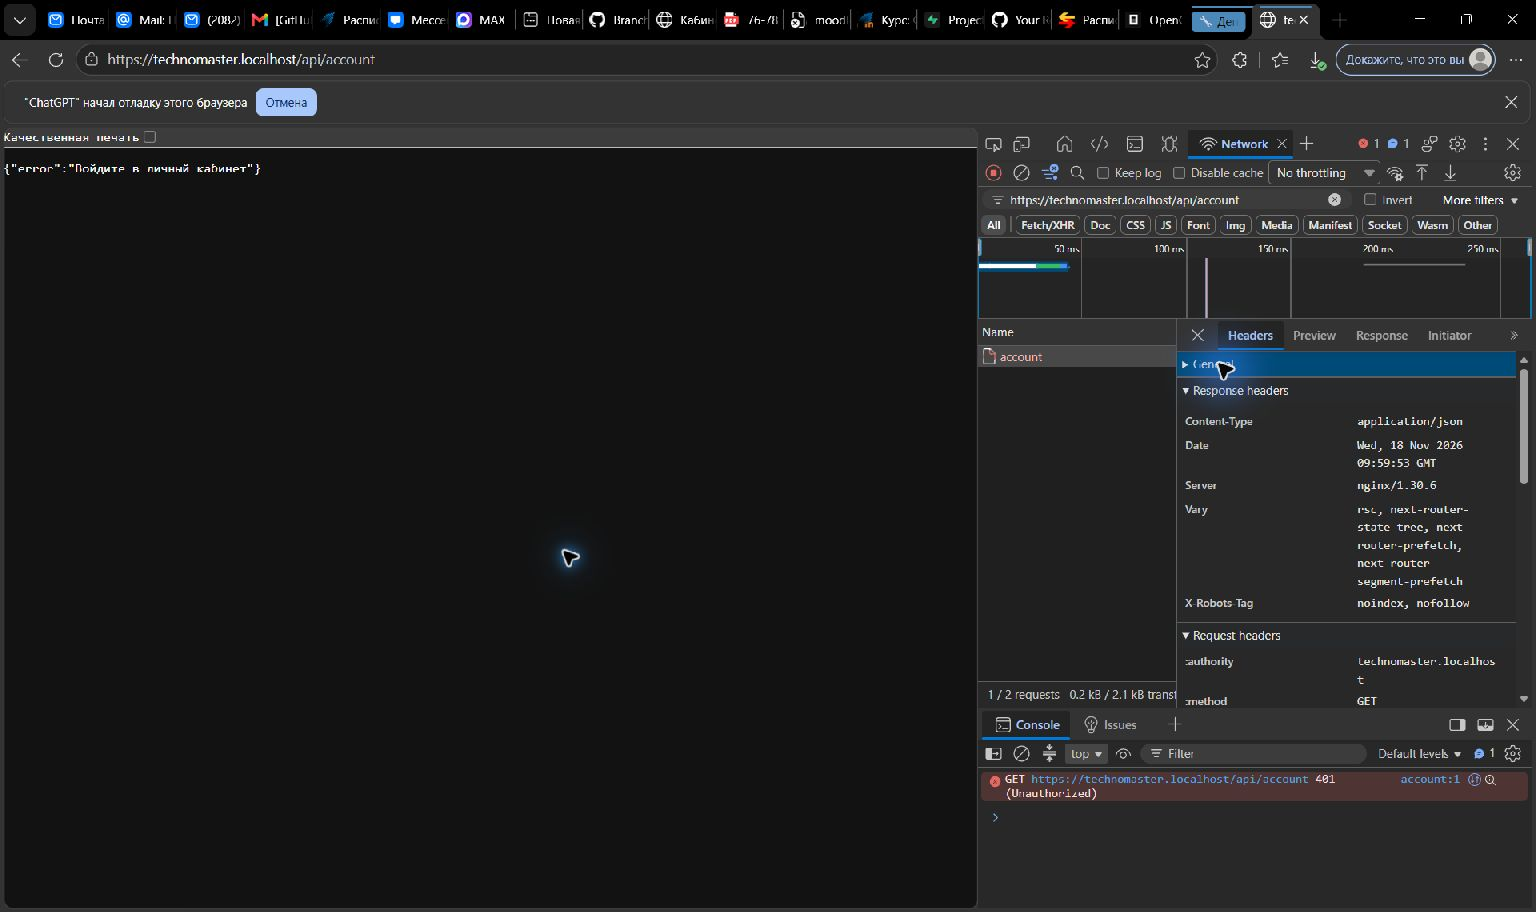 Почта
Mail:
(2082)
[GitHu
Распис
Мессе
MAX
Новая
Branch
Кабин
76-78
moodl
Курс:
Projec
Your R
Распи
Open
Деп
https://technomaster.localhost/api/account
Докажите, что это вы
"ChatGPT" начал отладку этого браузера
Отмена
Качественная печать
{"error":"Войдите в личный кабинет"}
Network
1
1
Keep log
Disable cache
No throttling
https://technomaster.localhost/api/account
Invert
More filters
All
Fetch/XHR
Doc
CSS
JS
Font
Img
Media
Manifest
Socket
Wasm
Other
50 ms
100 ms
150 ms
200 ms
250 ms
Name
Headers
Preview
Response
Initiator
account
General
Response headers
Content-Type application/json
Date Wed, 18 Nov 2026
09:59:53 GMT
Server nginx/1.30.6
Vary rsc, next-router-
state-tree, next-
router-prefetch,
next-router-
segment-prefetch
X-Robots-Tag noindex, nofollow
Request headers
:authority technomaster.localhos
t
:method GET
1 / 2 requests 0.2 kB / 2.1 kB transf
Console
Issues
top
Filter
Default levels
1
GET https://technomaster.localhost/api/account 401 account:1
(Unauthorized)